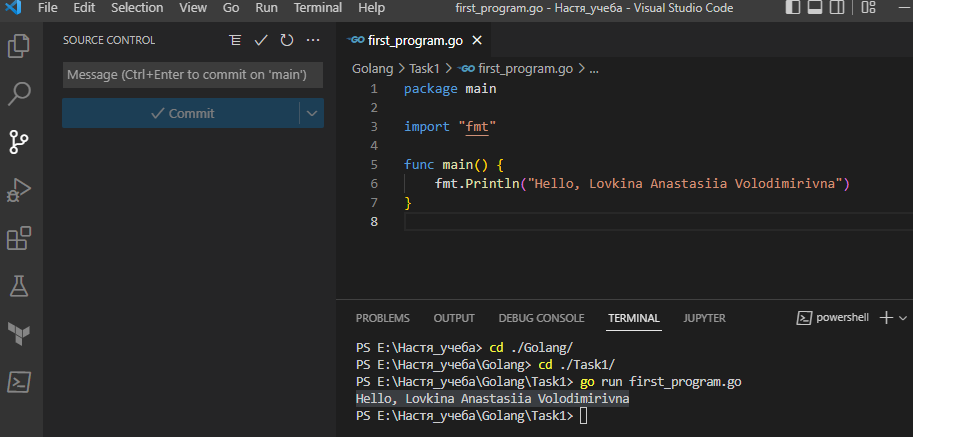 File Edit Selection View Go Run Terminal Help first_program.go - Настя_учеба - Visual Studio Code
SOURCE CONTROL
Message (Ctrl+Enter to commit on 'main')
Commit
GO first_program.go
Golang > Task1 > GO first_program.go > ...
1 package main
2
3 import "fmt"
4
5 func main() {
6 fmt.Println("Hello, Lovkina Anastasiia Volodimirivna")
7 }
8
PROBLEMS OUTPUT DEBUG CONSOLE TERMINAL JUPYTER powershell
PS E:\Настя_учеба> cd ./Golang/
PS E:\Настя_учеба\Golang> cd ./Task1/
PS E:\Настя_учеба\Golang\Task1> go run first_program.go
Hello, Lovkina Anastasiia Volodimirivna
PS E:\Настя_учеба\Golang\Task1>